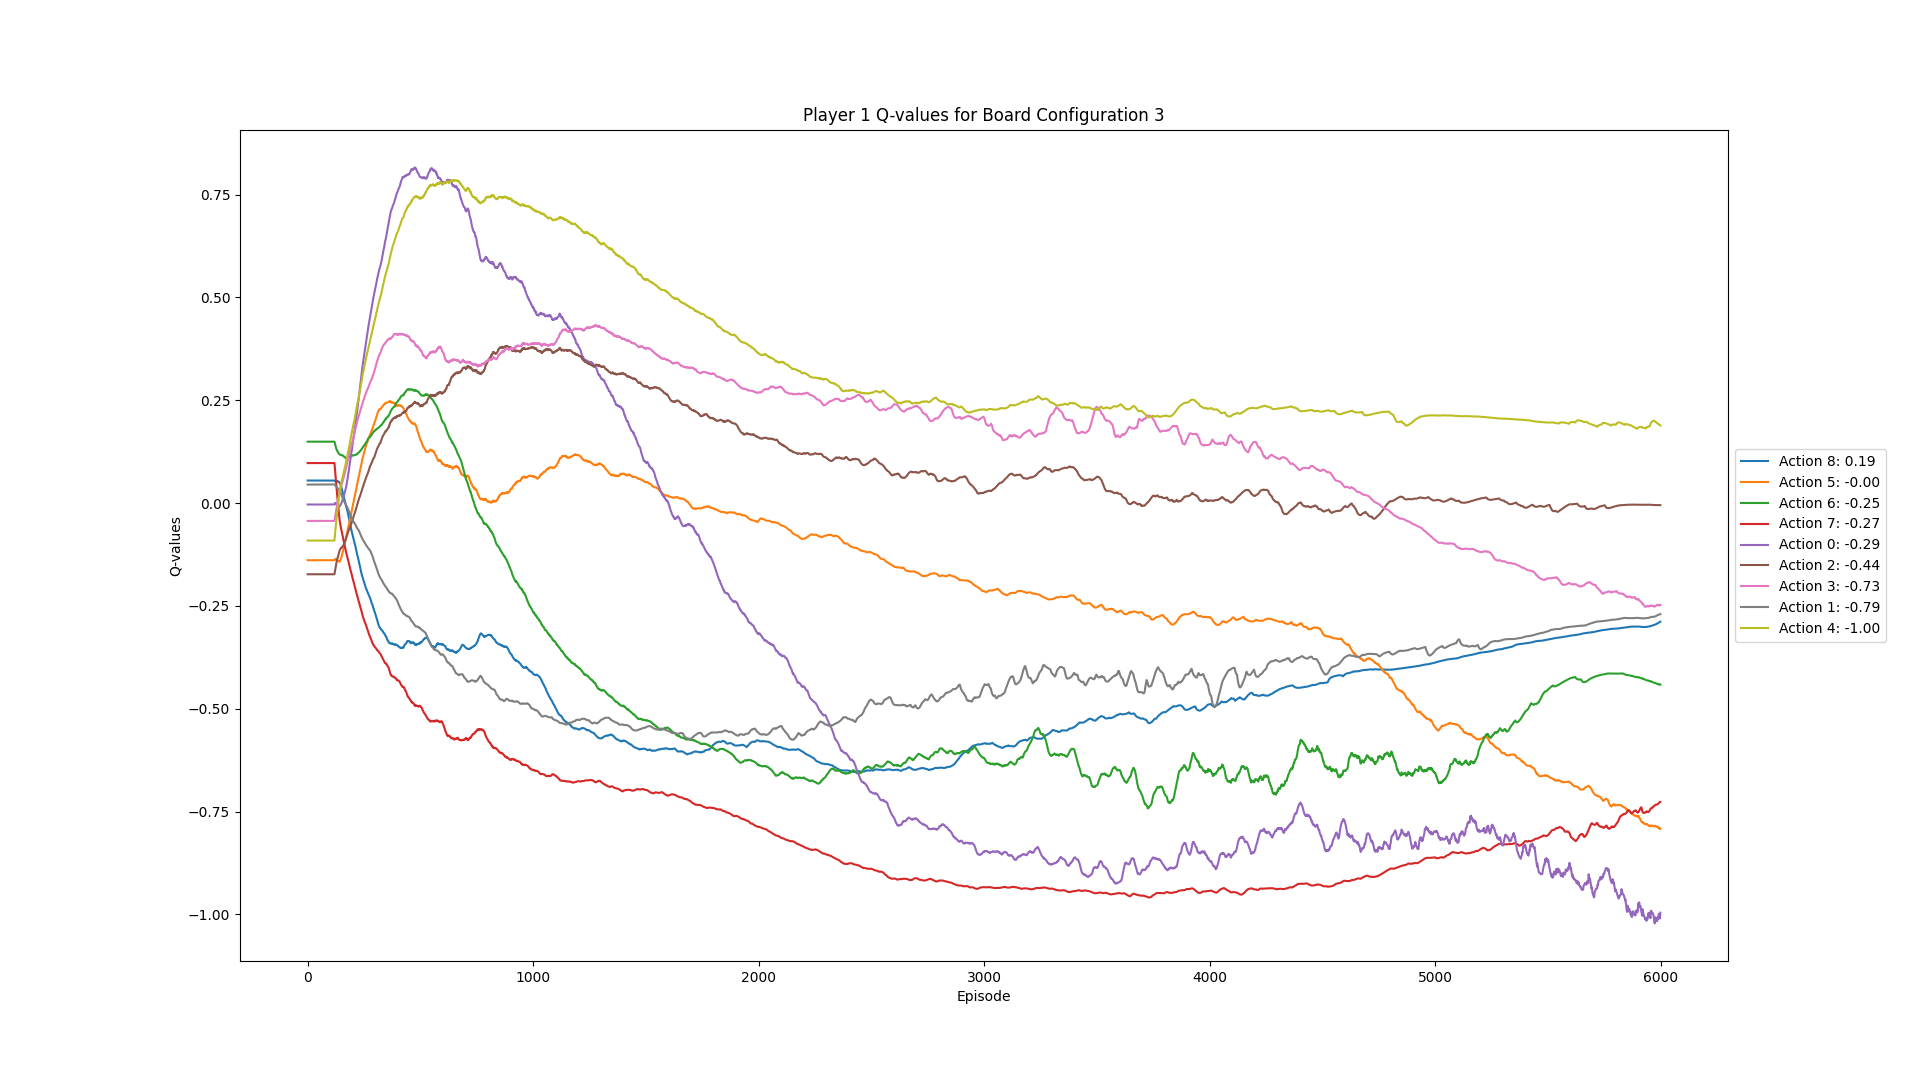 Player 1 Q-values for Board Configuration 3
Q-values
0.75
0.50
0.25
0.00
−0.25
−0.50
−0.75
−1.00
0 1000 2000 3000 4000 5000 6000
Episode
Action 8: 0.19
Action 5: -0.00
Action 6: -0.25
Action 7: -0.27
Action 0: -0.29
Action 2: -0.44
Action 3: -0.73
Action 1: -0.79
Action 4: -1.00